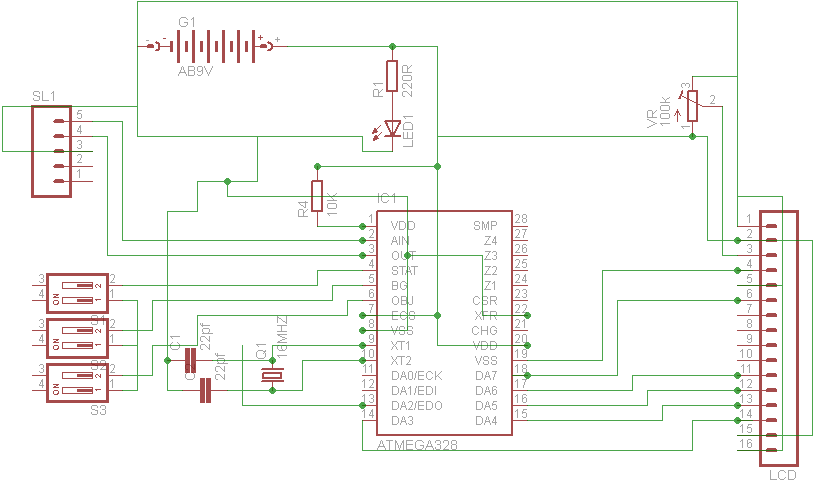 G1
- -
+ +
AB9V
R1
220R
LED1
SL1
5
4
3
2
1
VR
100k
3
2
1
R4
10K
IC1
1 VDD SMP 28
2 AIN Z4 27
3 OUT Z3 26
4 STAT Z2 25
5 BG Z1 24
6 OBJ CSR 23
7 ECS XFR 22
8 VSS CHG 21
9 XT1 VDD 20
10 XT2 VSS 19
11 DA0/ECK DA7 18
12 DA1/EDI DA6 17
13 DA2/EDO DA5 16
14 DA3 DA4 15
ATMEGA328
3 2
4 1
ON 2 1
S1
3 2
4 1
ON 2 1
S2
3 2
4 1
ON 2 1
S3
C1
22pf
22pf
Q1
16MHZ
1
2
3
4
5
6
7
8
9
10
11
12
13
14
15
16
LCD